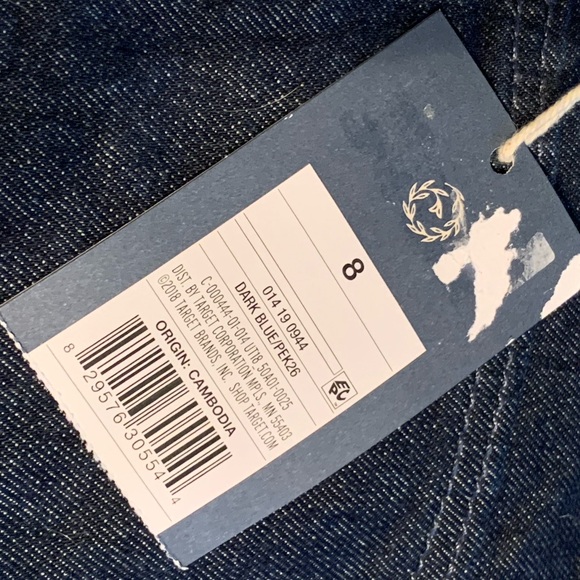 8
014 19 0944
DARK BLUE/PEK26
C-000444-01-014 UT18 50A01-0025
DIST. BY TARGET CORPORATION MPLS, MN 55403
©2018 TARGET BRANDS, INC. SHOP TARGET.COM
ORIGIN: CAMBODIA
8 29576 30554 4